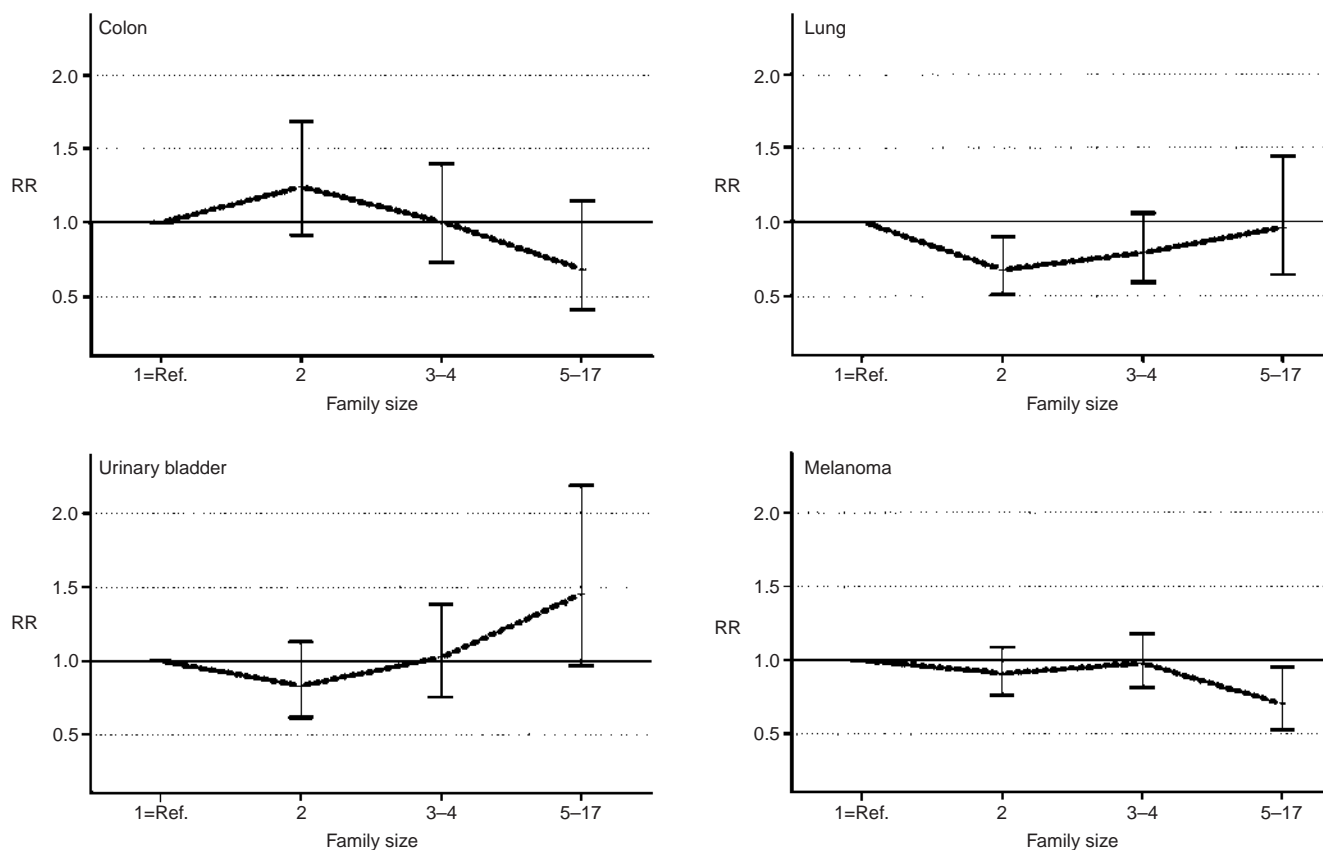 Colon
2.0
1.5
RR
1.0
0.5
1=Ref. 2 3–4 5–17
Family size
Lung
2.0
1.5
RR
1.0
0.5
1=Ref. 2 3–4 5–17
Family size
Urinary bladder
2.0
1.5
RR
1.0
0.5
1=Ref. 2 3–4 5–17
Family size
Melanoma
2.0
1.5
RR
1.0
0.5
1=Ref. 2 3–4 5–17
Family size